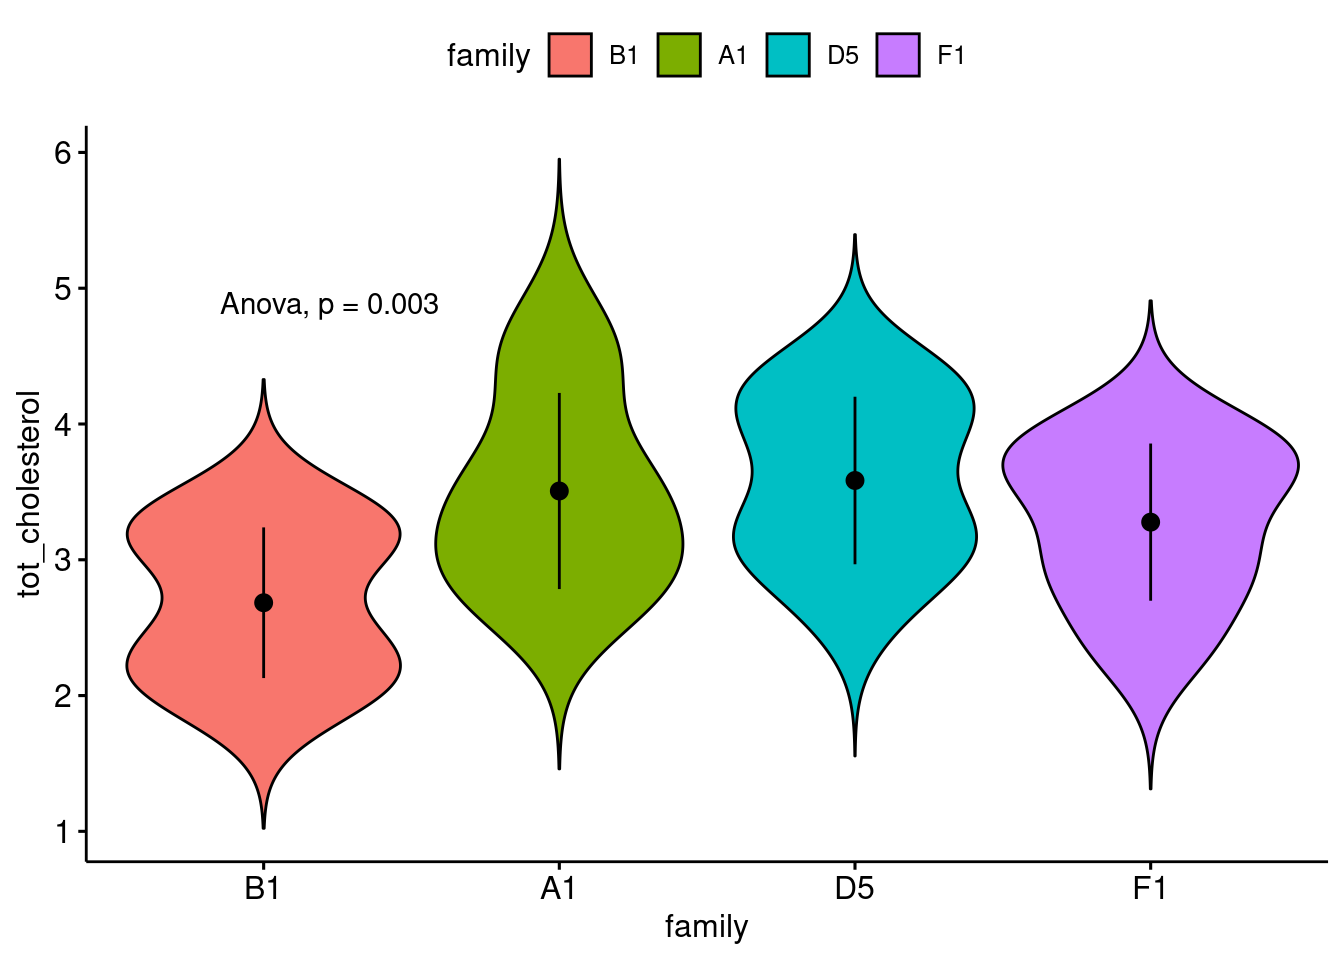 family B1 A1 D5 F1
6
5
Anova, p = 0.003
4
3
2
1
tot_cholesterol
B1 A1 D5 F1
family